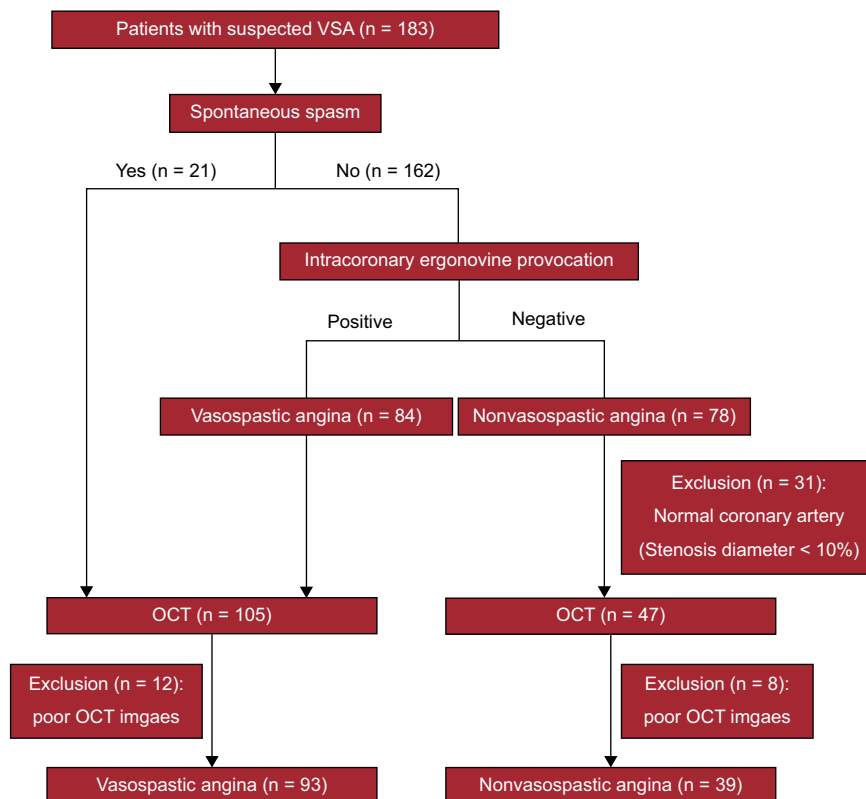 Patients with suspected VSA (n = 183)
Spontaneous spasm
Yes (n = 21)
No (n = 162)
Intracoronary ergonovine provocation
Positive
Negative
Vasospastic angina (n = 84)
Nonvasospastic angina (n = 78)
Exclusion (n = 31):
Normal coronary artery
(Stenosis diameter < 10%)
OCT (n = 105)
OCT (n = 47)
Exclusion (n = 12):
poor OCT imgaes
Exclusion (n = 8):
poor OCT imgaes
Vasospastic angina (n = 93)
Nonvasospastic angina (n = 39)